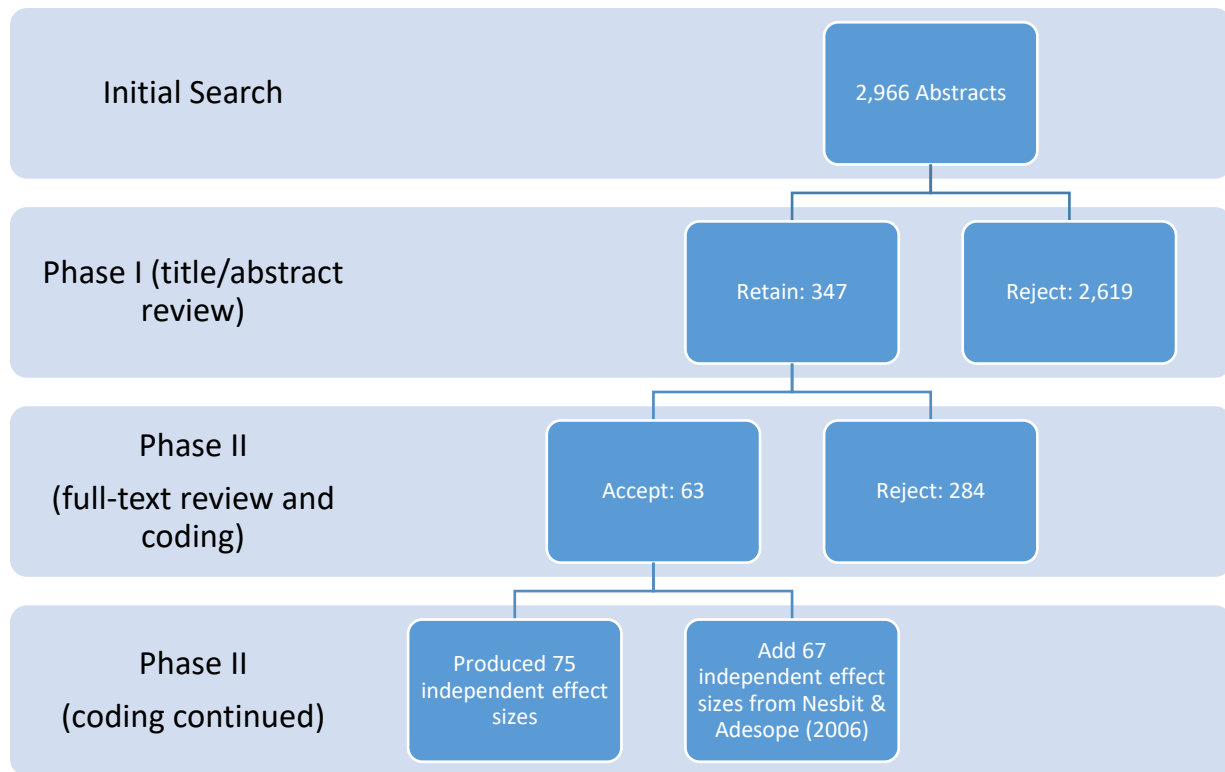 Initial Search
2,966 Abstracts
Phase I (title/abstract
review)
Retain: 347
Reject: 2,619
Phase II
(full-text review and
coding)
Accept: 63
Reject: 284
Phase II
(coding continued)
Produced 75
independent effect
sizes
Add 67
independent effect
sizes from Nesbit &
Adesope (2006)